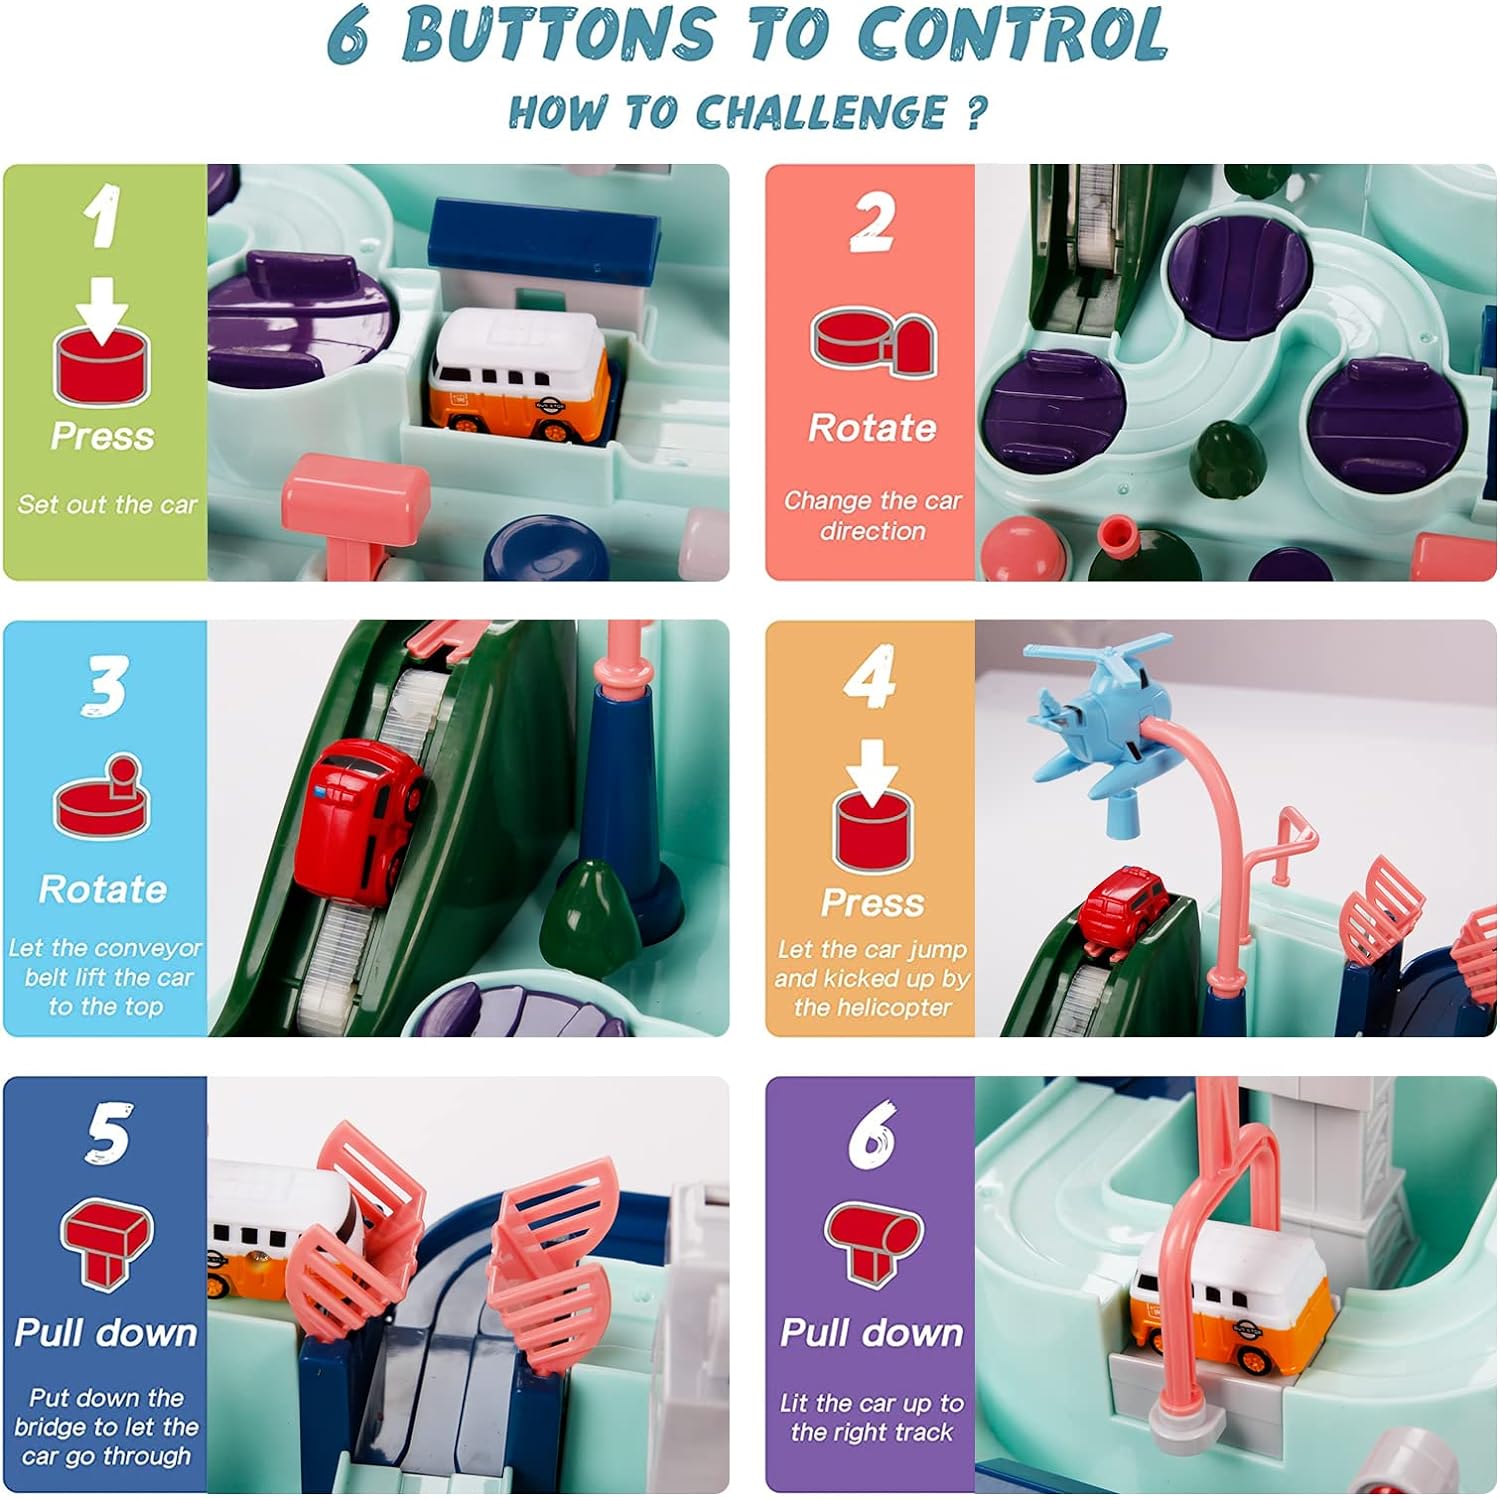 6 BUTTONS TO CONTROL
HOW TO CHALLENGE ?
1
Press
Set out the car
2
Rotate
Change the car
direction
3
Rotate
Let the conveyor
belt lift the car
to the top
4
Press
Let the car jump
and kicked up by
the helicopter
5
Pull down
Put down the
bridge to let the
car go through
6
Pull down
Lit the car up to
the right track